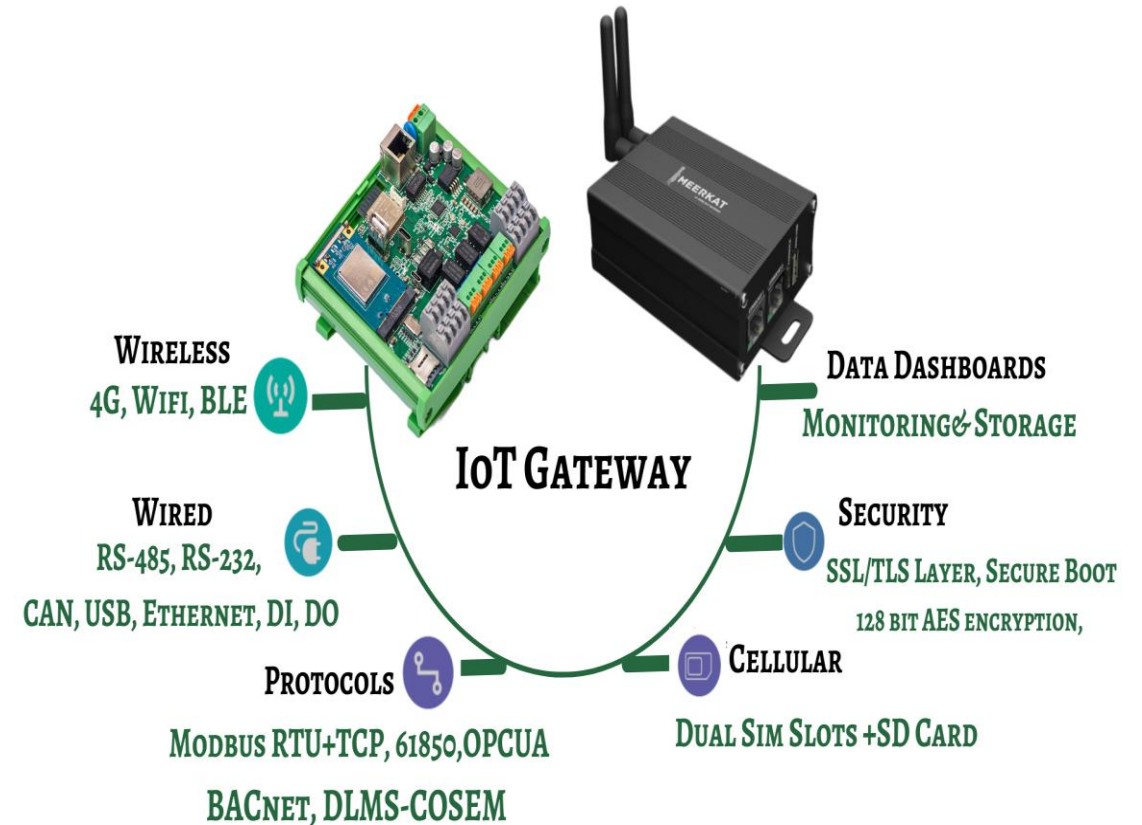 MEERKAT
WIRELESS
4G, WIFI, BLE
WIRED
RS-485, RS-232,
CAN, USB, ETHERNET, DI, DO
PROTOCOLS
MODBUS RTU+TCP, 61850,OPCUA
BACNET, DLMS-COSEM
IOT GATEWAY
DATA DASHBOARDS
MONITORING& STORAGE
SECURITY
SSL/TLS LAYER, SECURE BOOT
128 BIT AES ENCRYPTION,
CELLULAR
DUAL SIM SLOTS +SD CARD